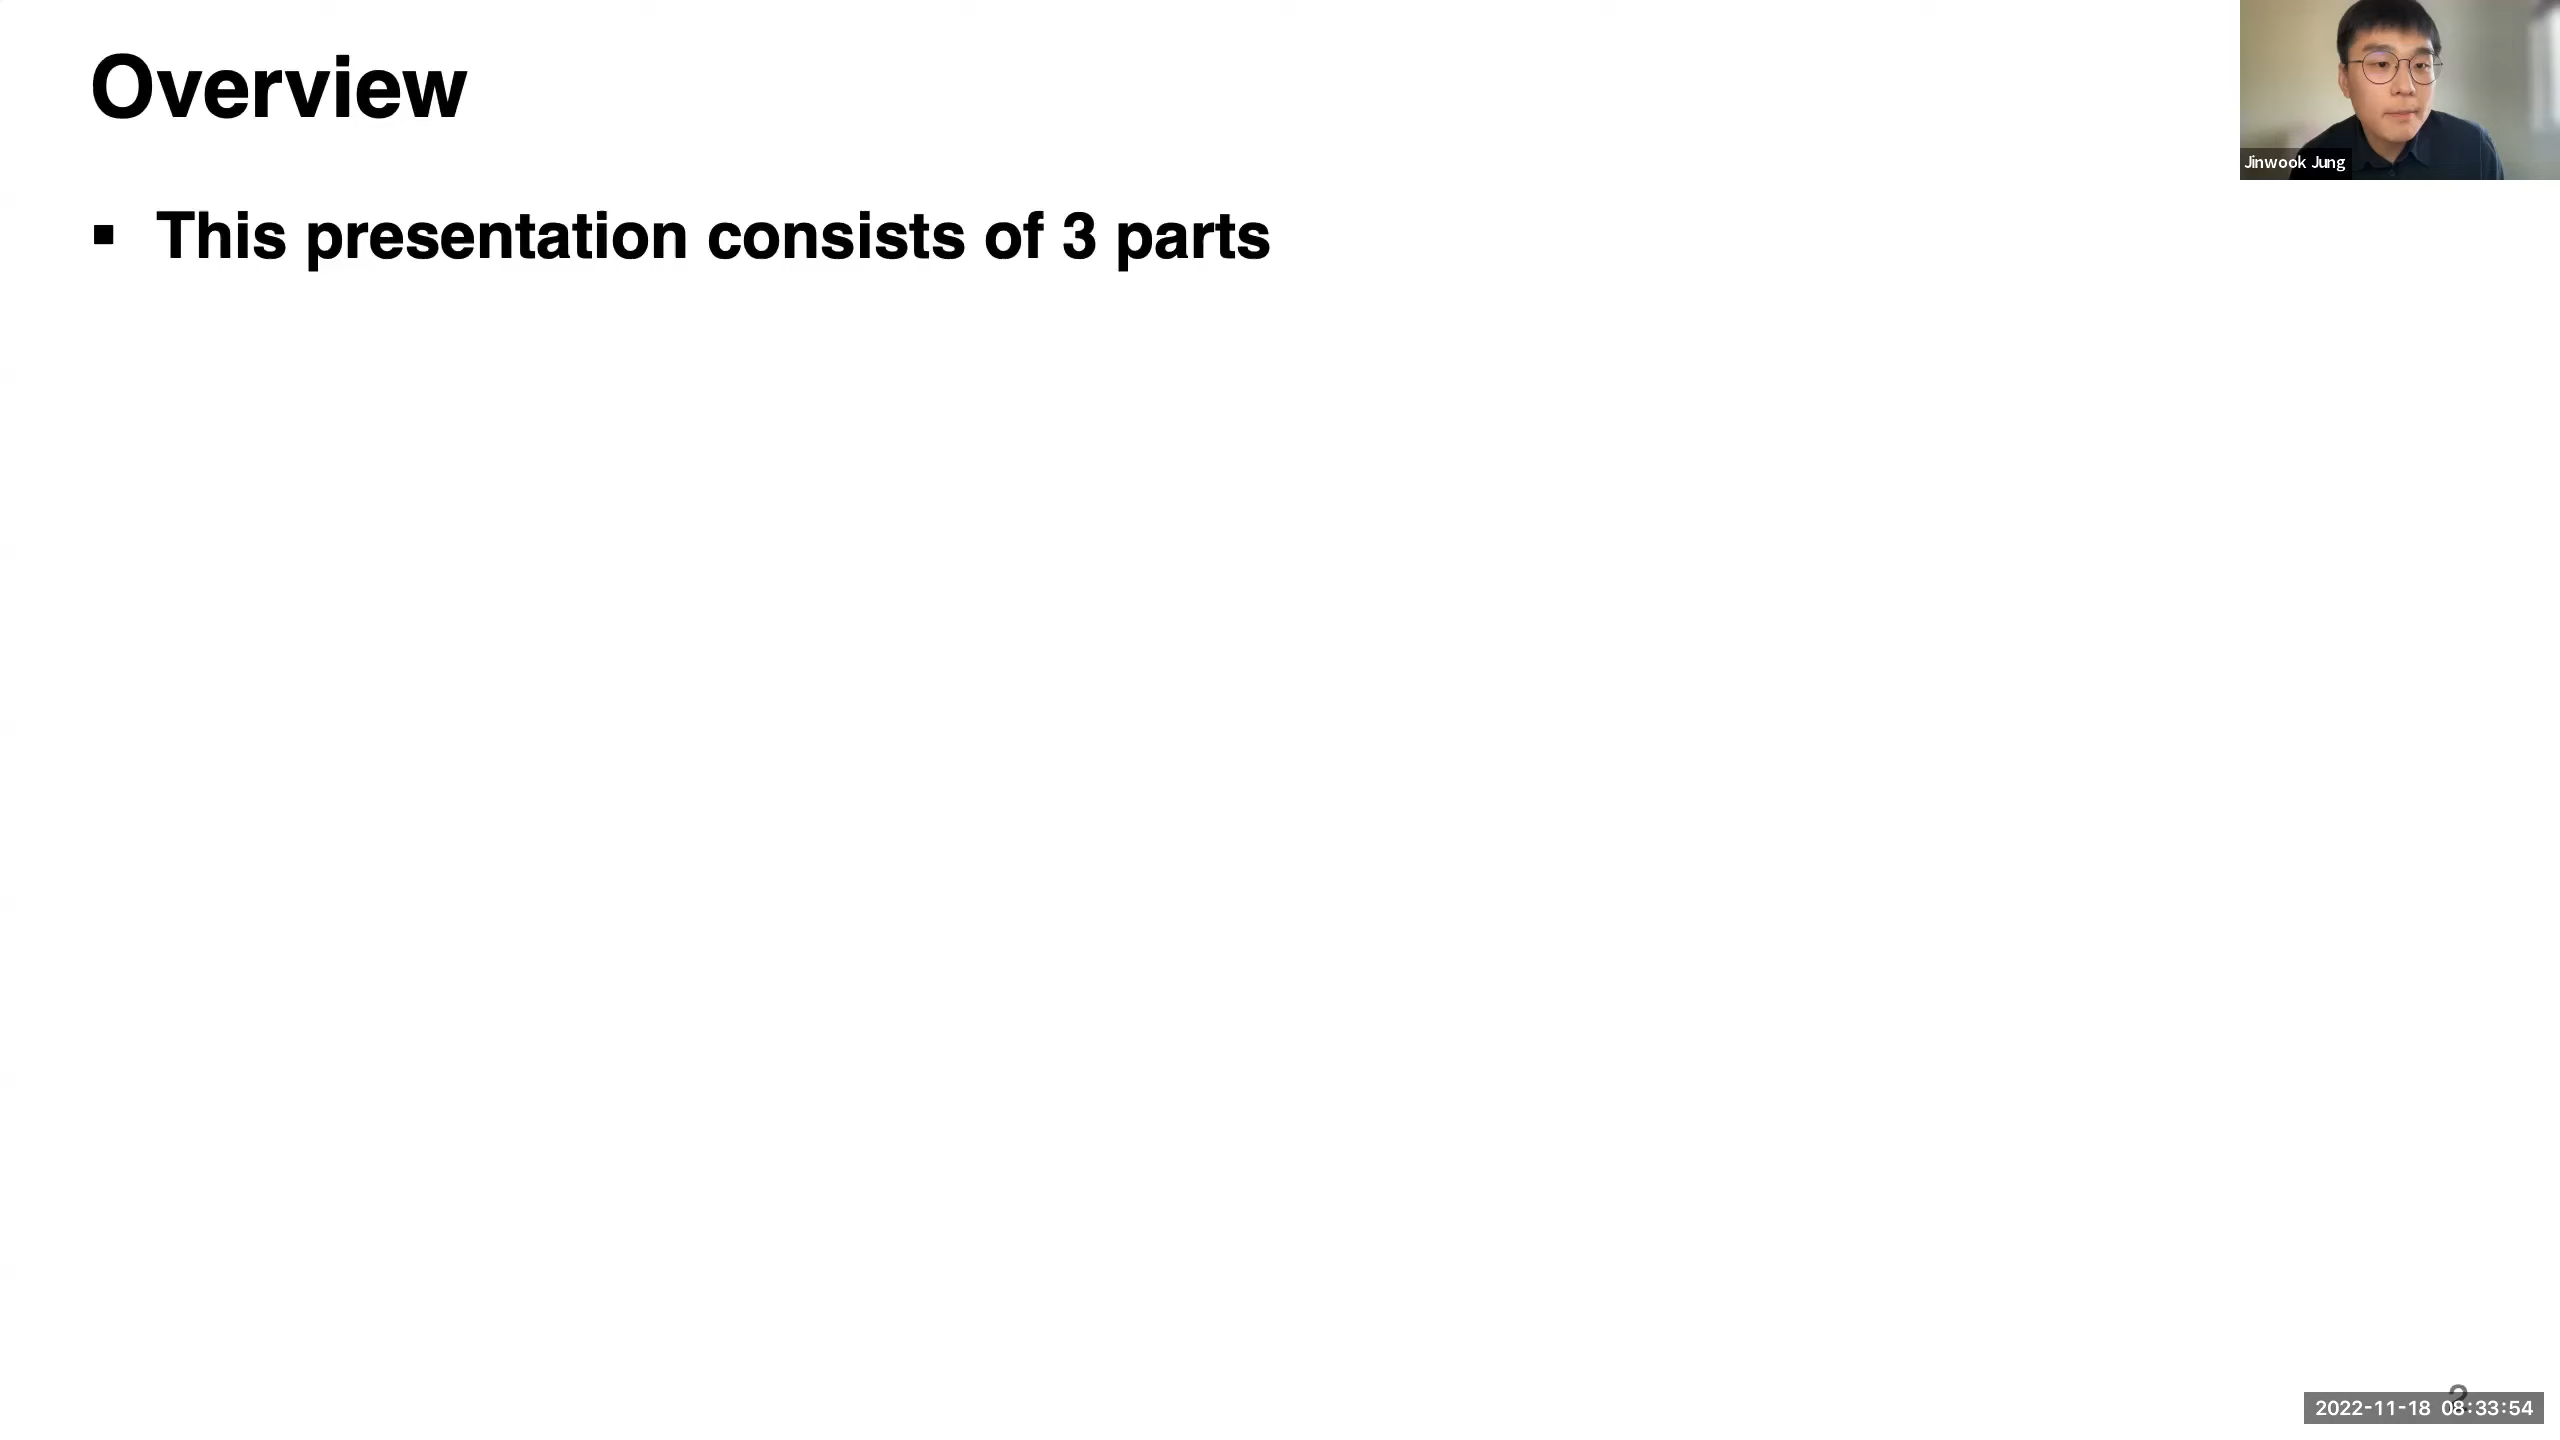 Overview
Jinwook Jung
▪ This presentation consists of 3 parts
2022-11-18 08:33:54